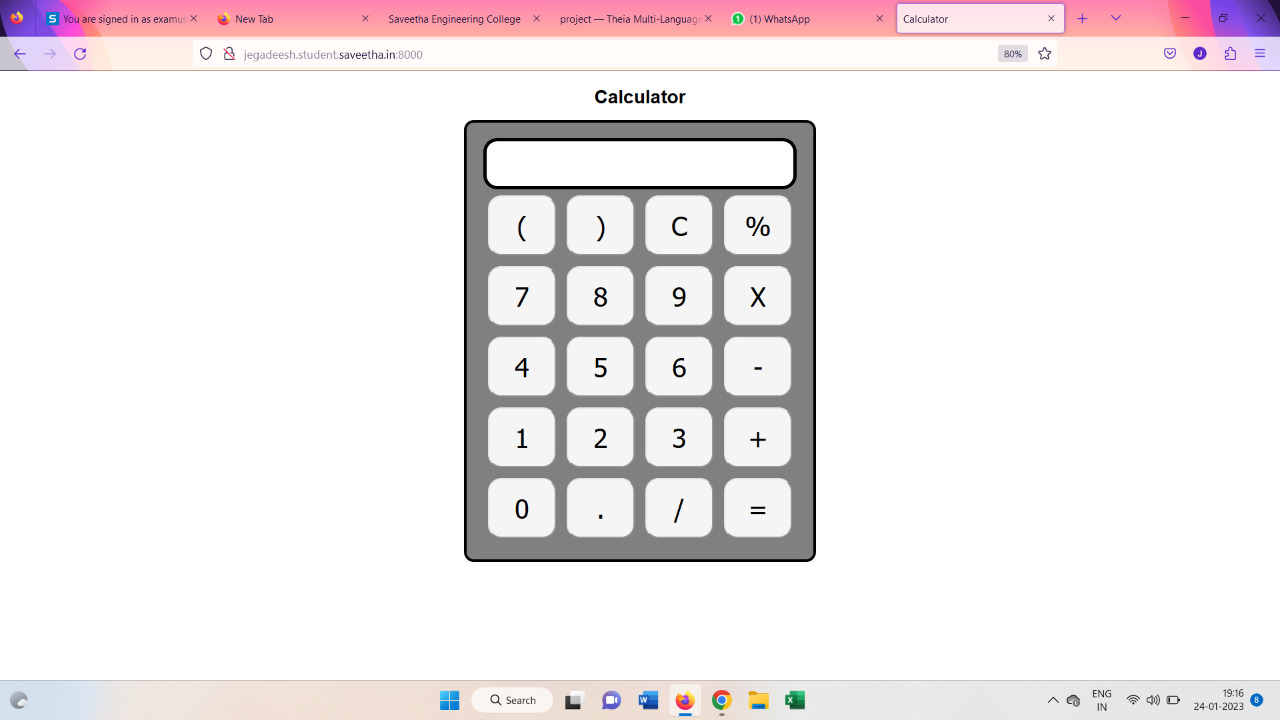 You are signed in as examus
New Tab
Saveetha Engineering College
project — Theia Multi-Language
1 (1) WhatsApp
Calculator
jegadeesh.student.saveetha.in:8000
80%
J
Calculator
( ) C %
7 8 9 X
4 5 6 -
1 2 3 +
0 . / =
Search
ENG
IN
18:16
24-01-2023
8